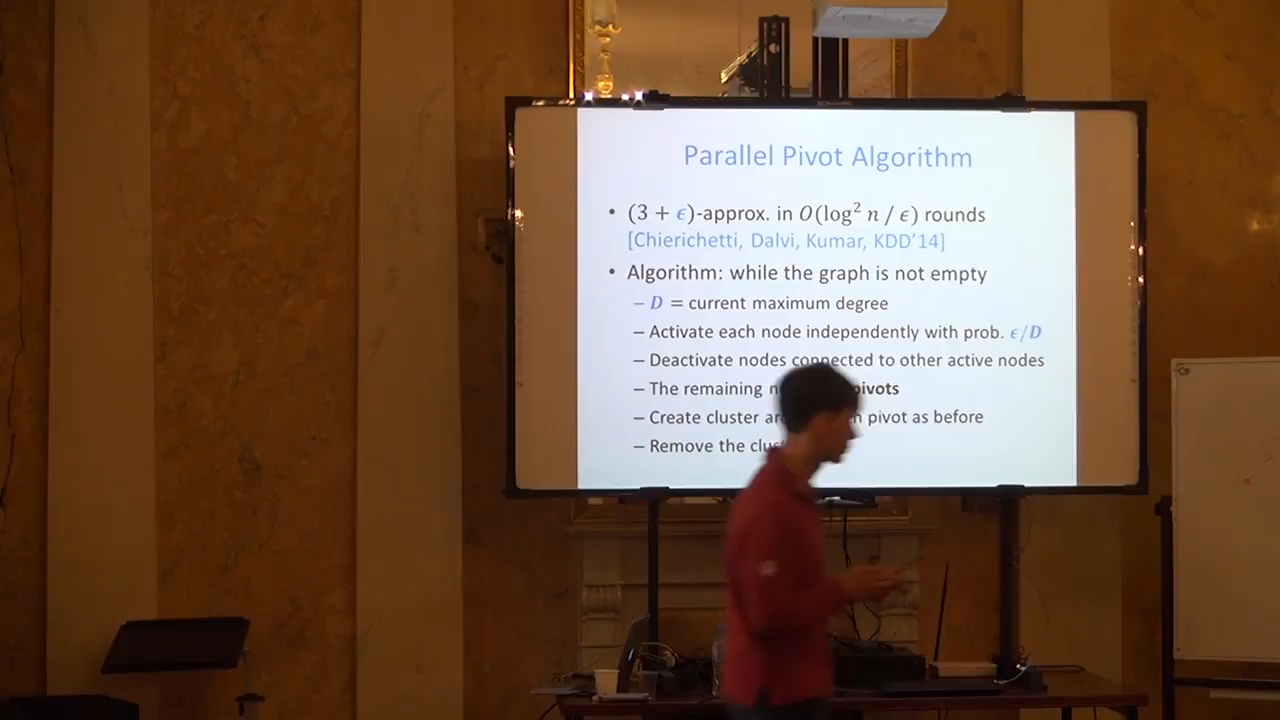 Parallel Pivot Algorithm
• (3 + ϵ)-approx. in O(log² n / ϵ) rounds
[Chierichetti, Dalvi, Kumar, KDD'14]
• Algorithm: while the graph is not empty
– D = current maximum degree
– Activate each node independently with prob. ϵ/D
– Deactivate nodes connected to other active nodes
– The remaining pivots
– Create cluster pivot as before
– Remove the